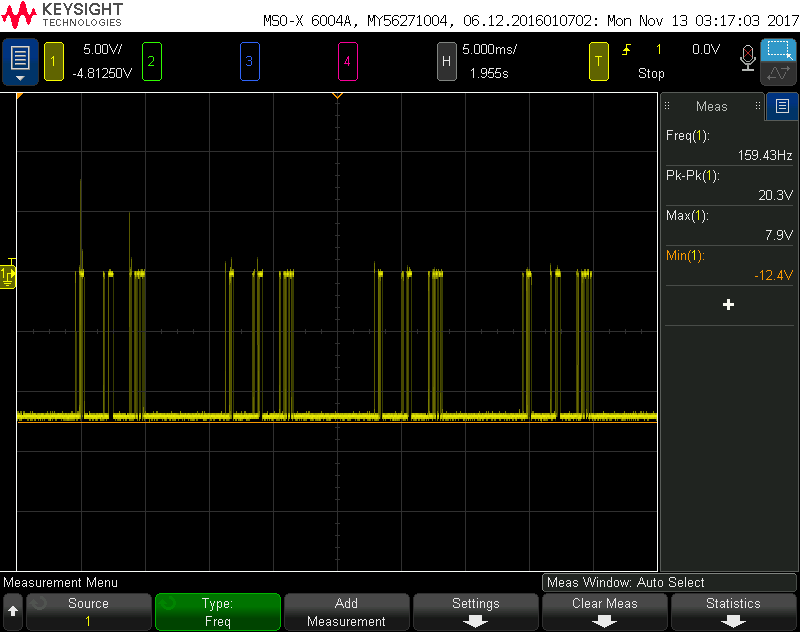 KEYSIGHT
TECHNOLOGIES
MSO-X 6004A, MY56271004, 06.12.2016010702: Mon Nov 13 03:17:03 2017
1 5.00V/ 2 3 4 H 5.000ms/ T 1 0.0V
-4.81250V 1.955s Stop
Meas
Freq(1):
159.43Hz
Pk-Pk(1):
20.3V
Max(1):
7.9V
Min(1):
-12.4V
+
T
1
Measurement Menu
Meas Window: Auto Select
Source
1
Type:
Freq
Add
Measurement
Settings
Clear Meas
Statistics